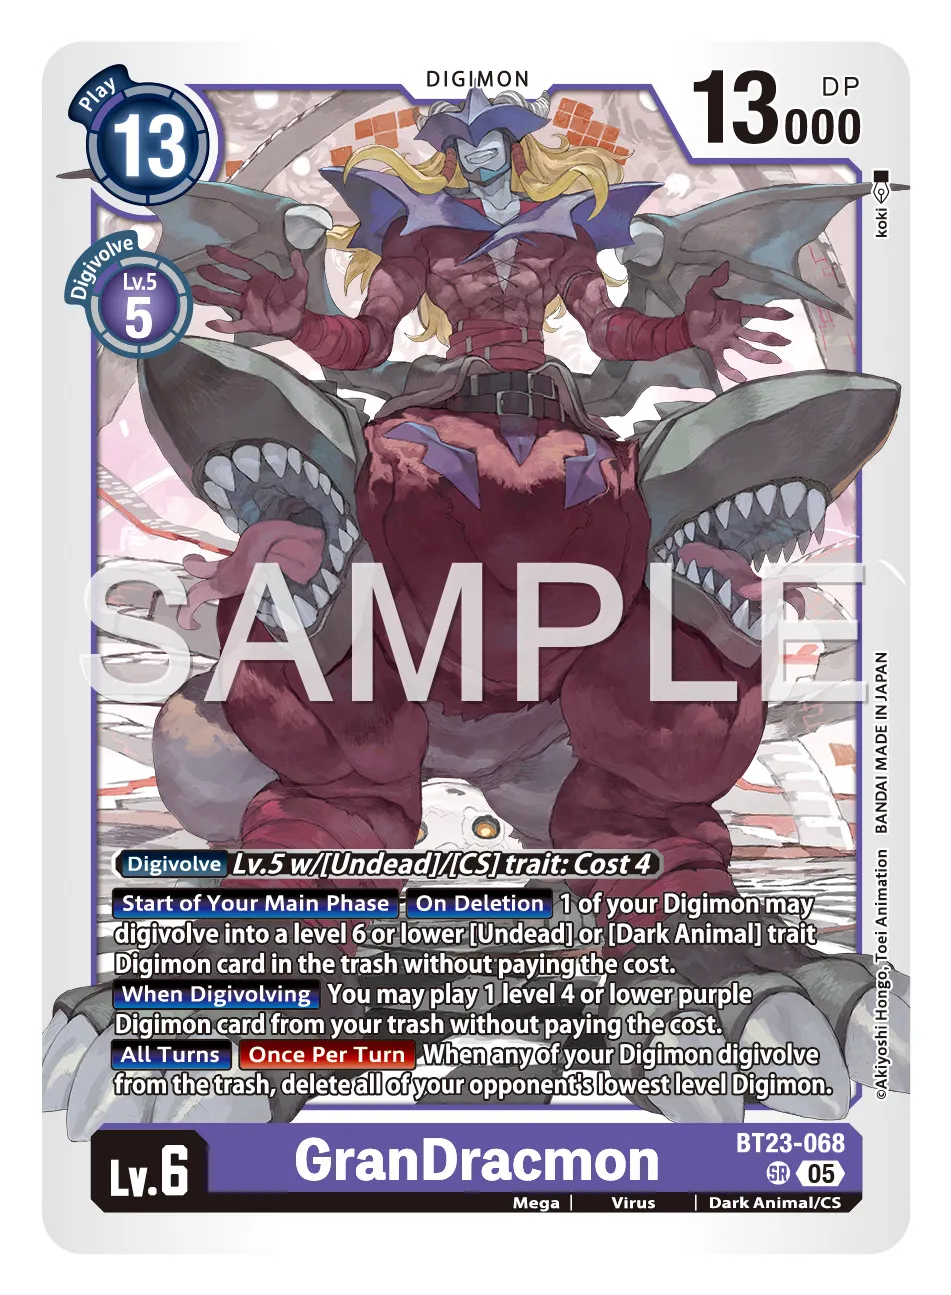 DIGIMON
Play
13
13000
DP
koki
Digivolve
Lv.5
5
SAMPLE
Digivolve Lv.5 w/[Undead]/[CS] trait: Cost 4
Start of Your Main Phase On Deletion 1 of your Digimon may
digivolve into a level 6 or lower [Undead] or [Dark Animal] trait
Digimon card in the trash without paying the cost.
When Digivolving You may play 1 level 4 or lower purple
Digimon card from your trash without paying the cost.
All Turns Once Per Turn When any of your Digimon digivolve
from the trash, delete all of your opponent's lowest level Digimon.
©Akiyoshi Hongo, Toei Animation BANDAI MADE IN JAPAN
Lv.6
GranDracmon
BT23-068
SR 05
Mega | Virus | Dark Animal/CS